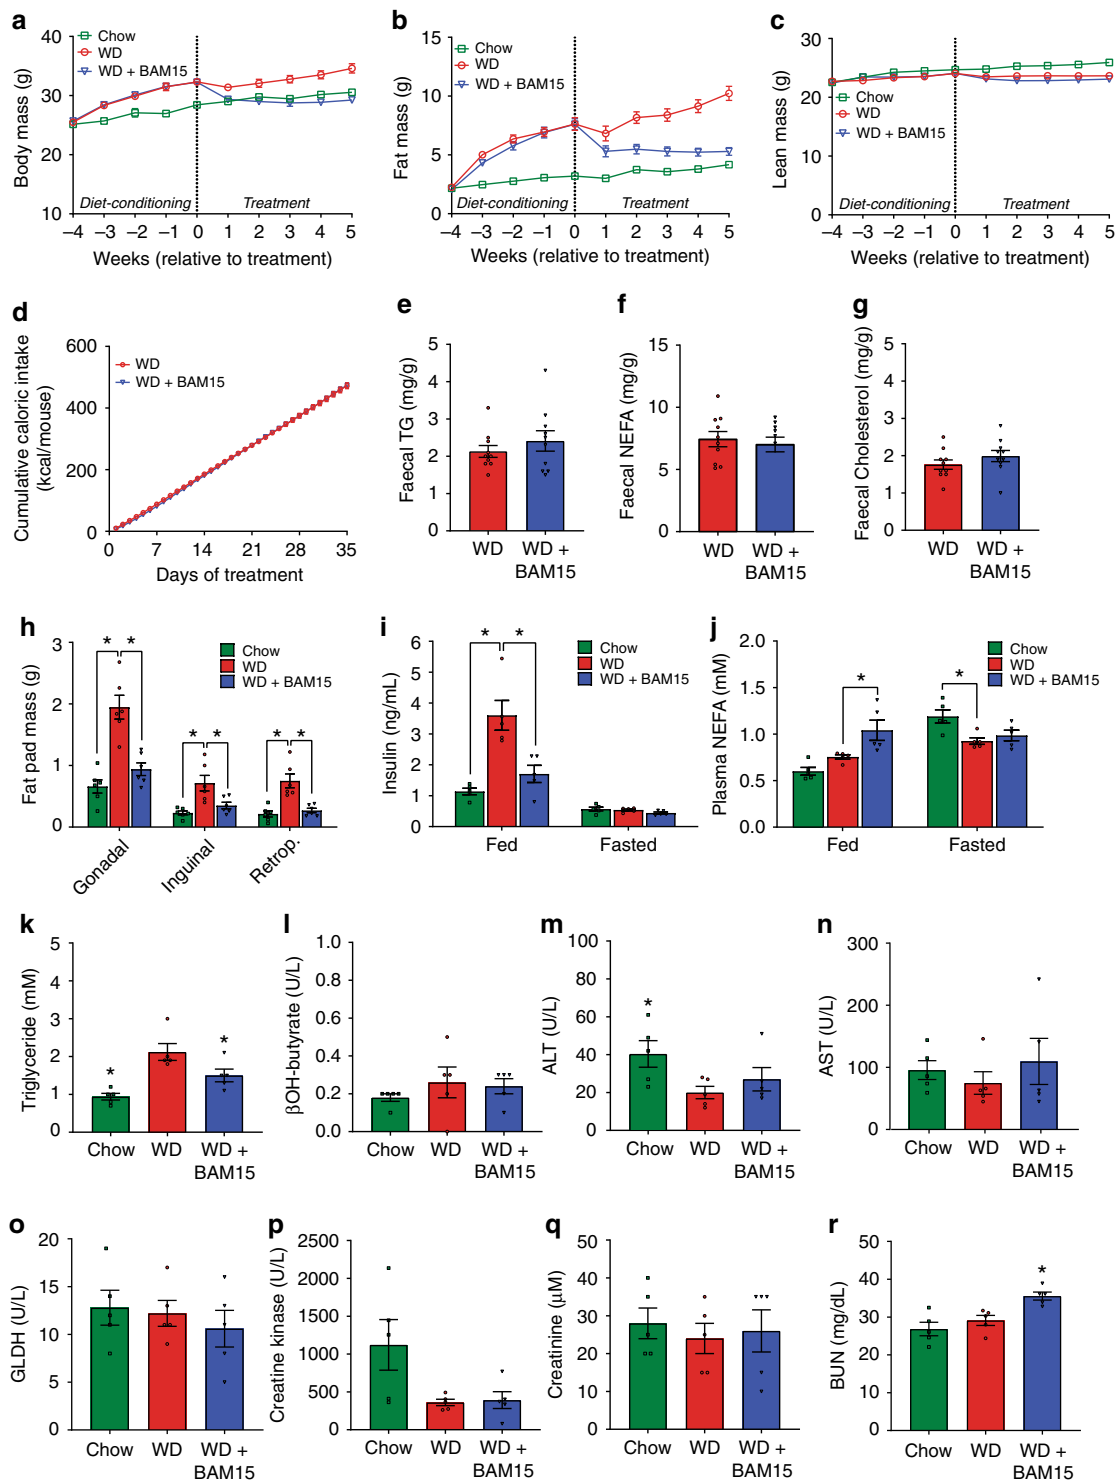 a
Body mass (g)
40
30
20
10
Chow
WD
WD + BAM15
Diet-conditioning
Treatment
–4 –3 –2 –1 0 1 2 3 4 5
Weeks (relative to treatment)
b
Fat mass (g)
15
10
5
0
Chow
WD
WD + BAM15
Diet-conditioning
Treatment
–4 –3 –2 –1 0 1 2 3 4 5
Weeks (relative to treatment)
c
Lean mass (g)
30
20
10
0
Chow
WD
WD + BAM15
Diet-conditioning
Treatment
–4 –3 –2 –1 0 1 2 3 4 5
Weeks (relative to treatment)
d
Cumulative caloric intake
(kcal/mouse)
600
400
200
0
WD
WD + BAM15
0 7 14 21 28 35
Days of treatment
e
Faecal TG (mg/g)
5
4
3
2
1
0
WD WD +
BAM15
f
Faecal NEFA (mg/g)
15
10
5
0
WD WD +
BAM15
g
Faecal Cholesterol (mg/g)
5
4
3
2
1
0
WD WD +
BAM15
h
Fat pad mass (g)
3
2
1
0
* *
* *
* *
Chow
WD
WD + BAM15
Gonadal
Inguinal
Retrop.
i
Insulin (ng/mL)
6
5
4
3
2
1
0
* *
Chow
WD
WD + BAM15
Fed Fasted
j
Plasma NEFA (mM)
2.0
1.5
1.0
0.5
0.0
* *
Chow
WD
WD + BAM15
Fed Fasted
k
Triglyceride (mM)
5
4
3
2
1
0
* *
Chow WD WD +
BAM15
l
βOH-butyrate (U/L)
1.0
0.8
0.6
0.4
0.2
0.0
Chow WD WD +
BAM15
m
ALT (U/L)
100
80
60
40
20
0
*
Chow WD WD +
BAM15
n
AST (U/L)
300
200
100
0
Chow WD WD +
BAM15
o
GLDH (U/L)
20
15
10
5
0
Chow WD WD +
BAM15
p
Creatine kinase (U/L)
2500
2000
1500
1000
500
0
Chow WD WD +
BAM15
q
Creatinine (µM)
50
40
30
20
10
0
Chow WD WD +
BAM15
r
BUN (mg/dL)
50
40
30
20
10
0
*
Chow WD WD +
BAM15